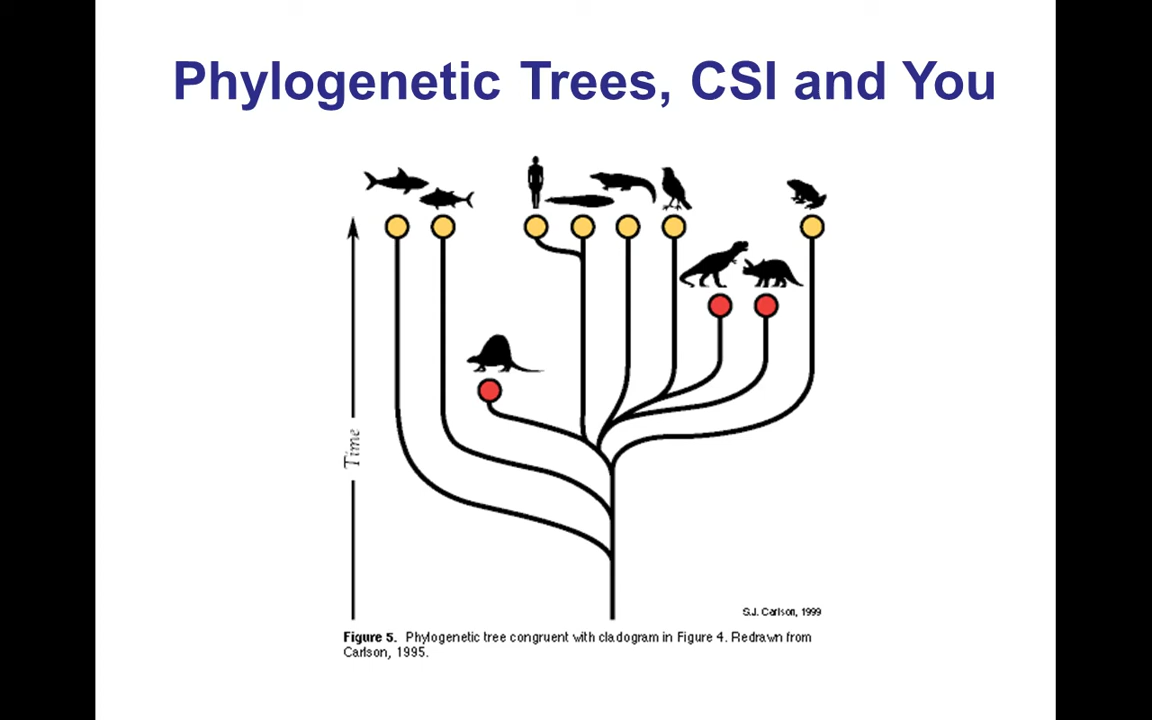 Phylogenetic Trees, CSI and You
Time
S.J. Carlson, 1999
Figure 5. Phylogenetic tree congruent with cladogram in Figure 4. Redrawn from
Carlson, 1995.